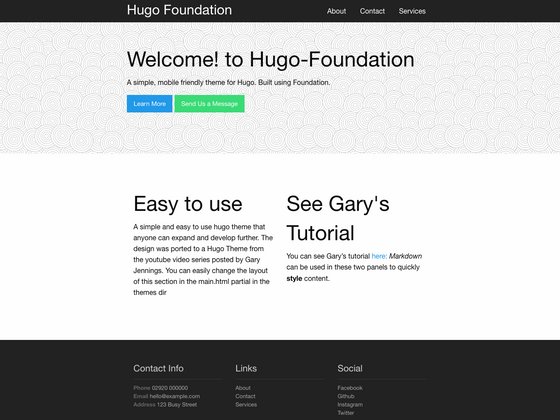 Hugo Foundation
About Contact Services
Welcome! to Hugo-Foundation
A simple, mobile friendly theme for Hugo. Built using Foundation.
Learn More Send Us a Message
Easy to use
A simple and easy to use hugo theme that
anyone can expand and develop further. The
design was ported to a Hugo Theme from
the youtube video series posted by Gary
Jennings. You can easily change the layout
of this section in the main.html partial in the
themes dir
See Gary's
Tutorial
You can see Gary's tutorial here: Markdown
can be used in these two panels to quickly
style content.
Contact Info
Phone 02920 000000
Email hello@example.com
Address 123 Busy Street
Links
About
Contact
Services
Social
Facebook
Github
Instagram
Twitter